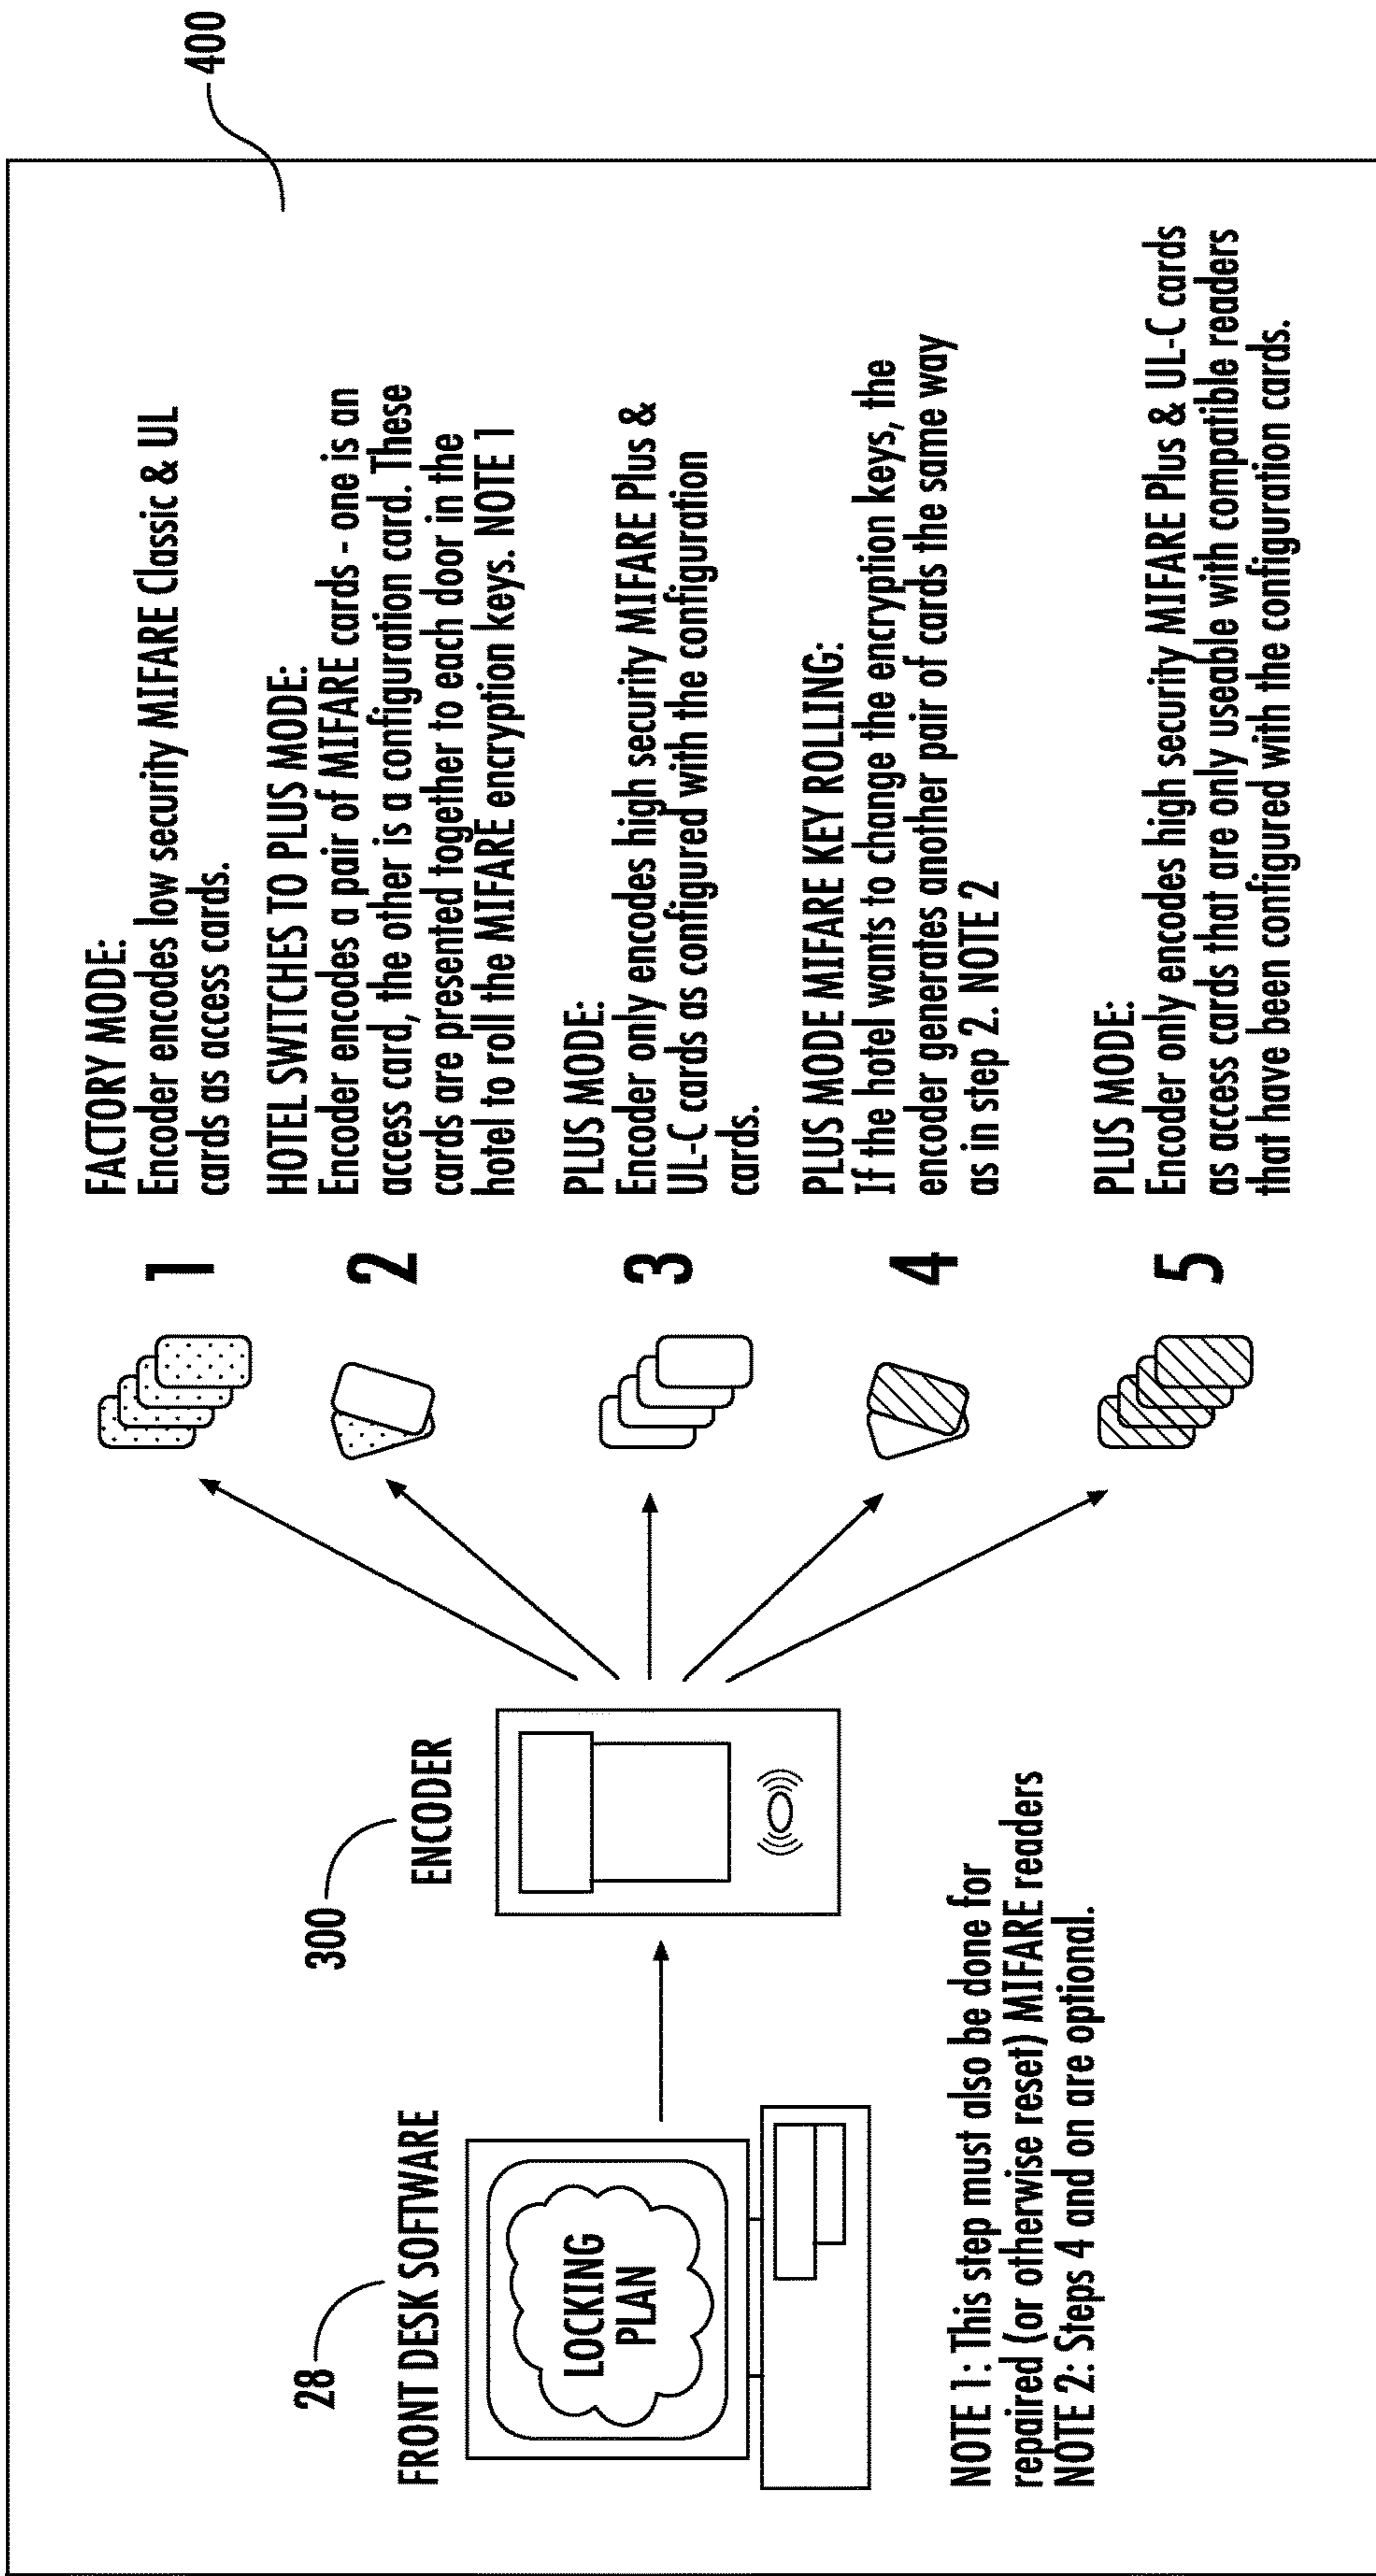 400
FACTORY MODE:
Encoder encodes low security MIFARE Classic & UL
cards as access cards.
1
HOTEL SWITCHES TO PLUS MODE:
Encoder encodes a pair of MIFARE cards - one is an
access card, the other is a configuration card. These
cards are presented together to each door in the
hotel to roll the MIFARE encryption keys. NOTE 1
2
PLUS MODE:
Encoder only encodes high security MIFARE Plus &
UL-C cards as configured with the configuration
cards.
3
PLUS MODE MIFARE KEY ROLLING:
If the hotel wants to change the encryption keys, the
encoder generates another pair of cards the same way
as in step 2. NOTE 2
4
PLUS MODE:
Encoder only encodes high security MIFARE Plus & UL-C cards
as access cards that are only useable with compatible readers
that have been configured with the configuration cards.
5
300
ENCODER
28
FRONT DESK SOFTWARE
LOCKING
PLAN
NOTE 1: This step must also be done for
repaired (or otherwise reset) MIFARE readers
NOTE 2: Steps 4 and on are optional.